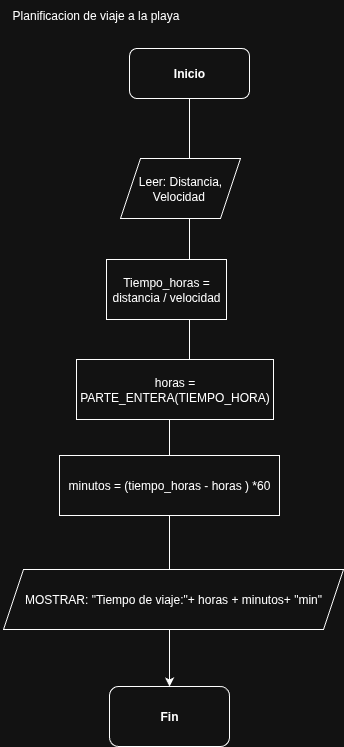 Planificacion de viaje a la playa
Inicio
Leer: Distancia,
Velocidad
Tiempo_horas =
distancia / velocidad
horas =
PARTE_ENTERA(TIEMPO_HORA)
minutos = (tiempo_horas - horas ) *60
MOSTRAR: "Tiempo de viaje:"+ horas + minutos+ "min"
Fin